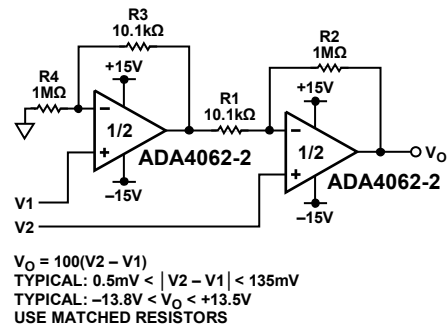 R3
10.1kΩ
R4
1MΩ
+15V
R2
1MΩ
R1
10.1kΩ
+15V
–
1/2
+
ADA4062-2
–15V
–
1/2
+
ADA4062-2
–15V
VO
V1
V2
VO = 100(V2 – V1)
TYPICAL: 0.5mV < |V2 – V1| < 135mV
TYPICAL: –13.8V < VO < +13.5V
USE MATCHED RESISTORS